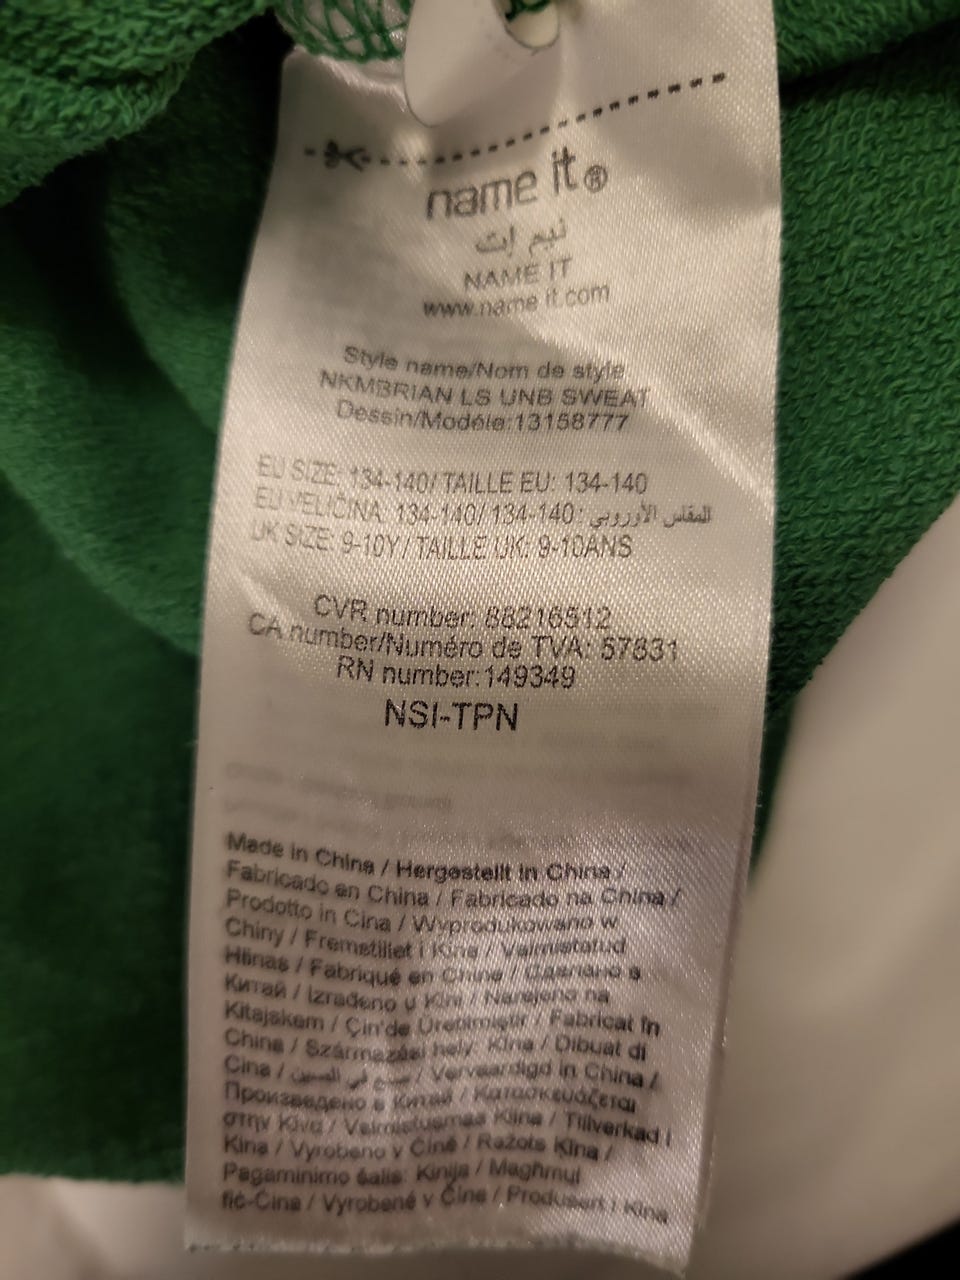 name it®
نيم إت
NAME IT
www.name it.com
Style name/Nom de style
NKMBRIAN LS UNB SWEAT
Dessin/Modéle:13158777
EU SIZE: 134-140/ TAILLE EU: 134-140
EU VELIČINA: 134-140/ 134-140: المقاس الأوروبي
UK SIZE: 9-10Y / TAILLE UK: 9-10ANS
CVR number: 88216512
CA number/Numéro de TVA: 57831
RN number:149349
NSI-TPN
Made in China / Hergestellt in China /
Fabricado en China / Fabricado na China /
Prodotto in Cina / Wyprodukowano w
Chiny / Fremstillet i Kina / Valmistatud
Hiinas / Fabriqué en Chine / Сделано в
Китай / Izrađeno u Kini / Narejeno na
Kitajskem / Çin'de Üretilmiştir / Fabricat în
China / Származási hely: Kína / Dibuat di
Cina / صنع في الصين / Vervaardigd in China /
Произведено в Китай / Κατασκευάζεται
στην Κίνα / Valmistusmaa Kiina / Tillverkad i
Kina / Vyrobeno v Číně / Ražots Ķīna /
Pagaminimo šalis: Kinija / Magħmul
fiċ-Ċina / Vyrobené v Číne / Produsert i Kina